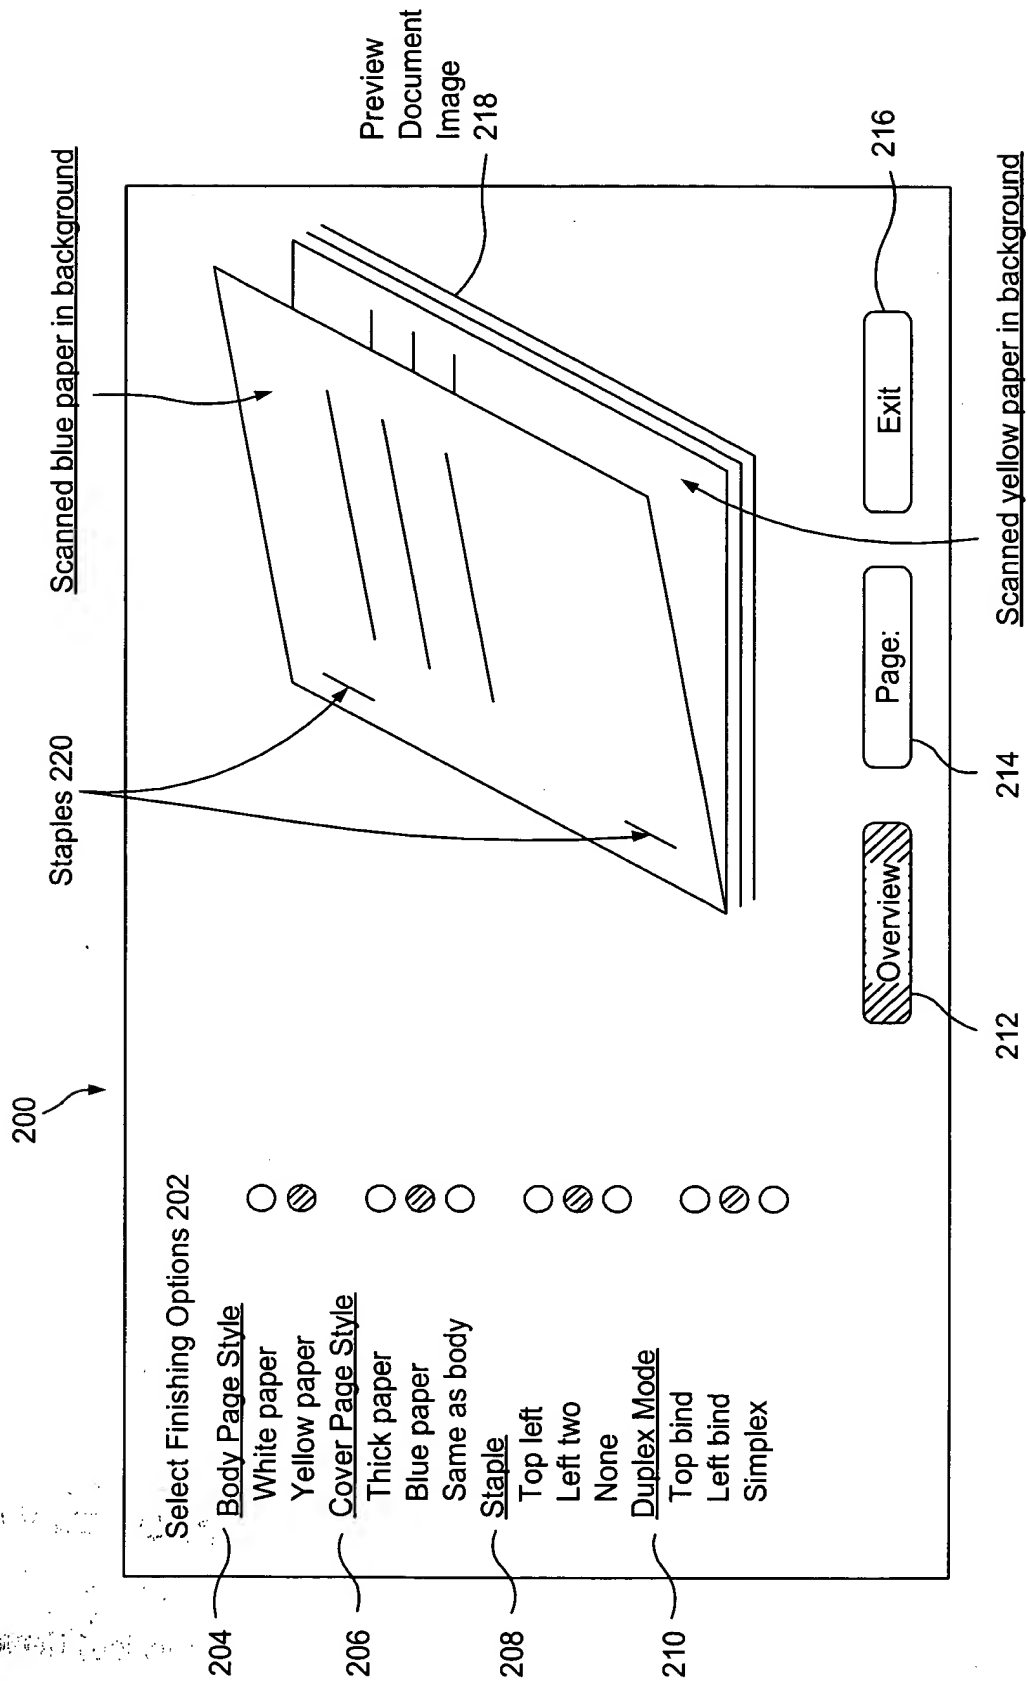 200
Select Finishing Options 202
204
Body Page Style
White paper
Yellow paper
206
Cover Page Style
Thick paper
Blue paper
Same as body
208
Staple
Top left
Left two
None
210
Duplex Mode
Top bind
Left bind
Simplex
Staples 220
Scanned blue paper in background
Preview
Document
Image
218
Overview
Page:
Exit
212
214
216
Scanned yellow paper in background